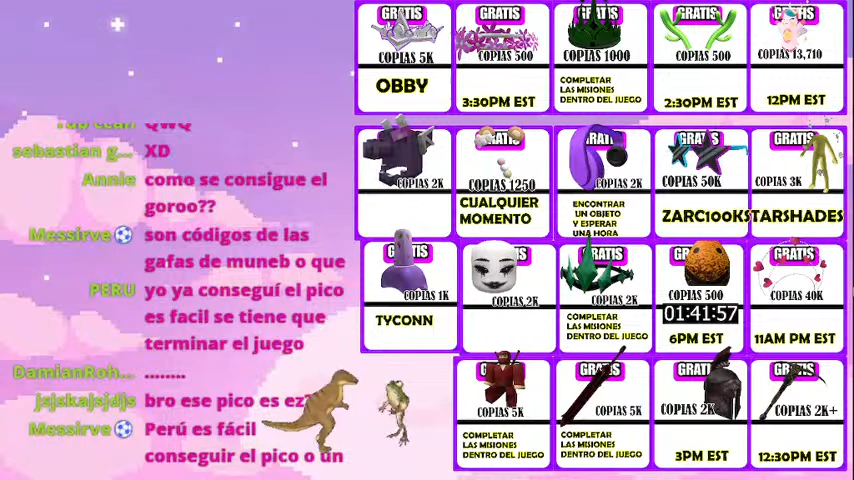 GRATIS
COPIAS 5K
OBBY
GRATIS
COPIAS 500
3:30PM EST
GRATIS
COPIAS 1000
COMPLETAR
LAS MISIONES
DENTRO DEL JUEGO
GRATIS
COPIAS 500
2:30PM EST
GRATIS
COPIAS 13,710
12PM EST
QWQ
sebastian g... XD
Annie como se consigue el
goroo??
Messirve son códigos de las
gafas de muneb o que
PERU yo ya conseguí el pico
es facil se tiene que
terminar el juego
DamianRoh... ........
jsjskajsjdjs bro ese pico es ez?
Messirve Perú es fácil
conseguir el pico o un
COPIAS 2K
GRATIS
COPIAS 1250
CUALQUIER
MOMENTO
GRATIS
COPIAS 2K
ENCONTRAR
UN OBJETO
Y ESPERAR
UNA HORA
GRATIS
COPIAS 50K
ZARC100K
GRATIS
COPIAS 3K
STARSHADES
GRATIS
COPIAS 1K
TYCONN
COPIAS 2K
GRATIS
COPIAS 2K
COMPLETAR
LAS MISIONES
DENTRO DEL JUEGO
GRATIS
COPIAS 500
01:41:57
6PM EST
GRATIS
COPIAS 40K
11AM PM EST
GRATIS
COPIAS 5K
COMPLETAR
LAS MISIONES
DENTRO DEL JUEGO
GRATIS
COPIAS 5K
COMPLETAR
LAS MISIONES
DENTRO DEL JUEGO
GRATIS
COPIAS 2K
3PM EST
GRATIS
COPIAS 2K+
12:30PM EST